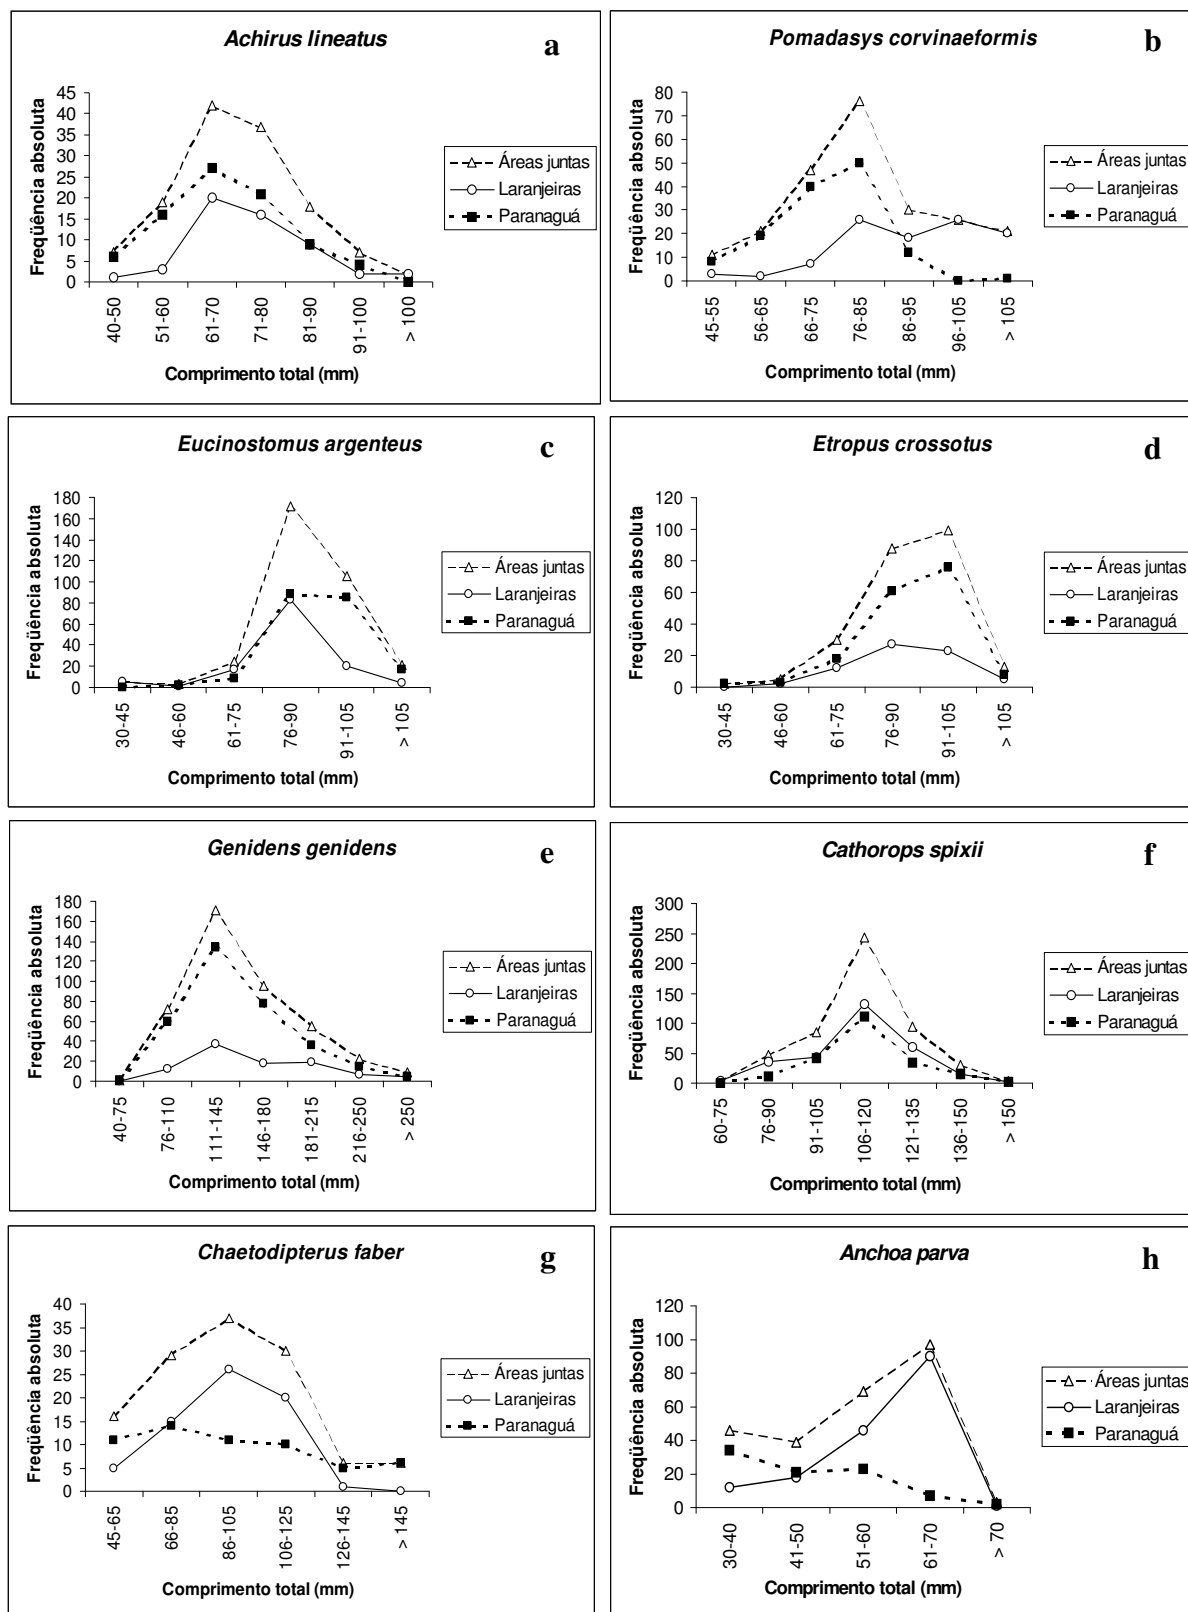 Achirus lineatus
a
Freqüência absoluta
45
40
35
30
25
20
15
10
5
0
40-50
51-60
61-70
71-80
81-90
91-100
> 100
Comprimento total (mm)
Áreas juntas
Laranjeiras
Paranaguá
Pomadasys corvinaeformis
b
Freqüência absoluta
80
70
60
50
40
30
20
10
0
45-55
56-65
66-75
76-85
86-95
96-105
> 105
Comprimento total (mm)
Áreas juntas
Laranjeiras
Paranaguá
Eucinostomus argenteus
c
Freqüência absoluta
180
160
140
120
100
80
60
40
20
0
30-45
46-60
61-75
76-90
91-105
> 105
Comprimento total (mm)
Áreas juntas
Laranjeiras
Paranaguá
Etropus crossotus
d
Freqüência absoluta
120
100
80
60
40
20
0
30-45
46-60
61-75
76-90
91-105
> 105
Comprimento total (mm)
Áreas juntas
Laranjeiras
Paranaguá
Genidens genidens
e
Freqüência absoluta
180
160
140
120
100
80
60
40
20
0
40-75
76-110
111-145
146-180
181-215
216-250
> 250
Comprimento total (mm)
Áreas juntas
Laranjeiras
Paranaguá
Cathorops spixii
f
Freqüência absoluta
300
250
200
150
100
50
0
60-75
76-90
91-105
106-120
121-135
136-150
> 150
Comprimento total (mm)
Áreas juntas
Laranjeiras
Paranaguá
Chaetodipterus faber
g
Freqüência absoluta
40
35
30
25
20
15
10
5
0
45-65
66-85
86-105
106-125
126-145
> 145
Comprimento total (mm)
Áreas juntas
Laranjeiras
Paranaguá
Anchoa parva
h
Freqüência absoluta
120
100
80
60
40
20
0
30-40
41-50
51-60
61-70
> 70
Comprimento total (mm)
Áreas juntas
Laranjeiras
Paranaguá